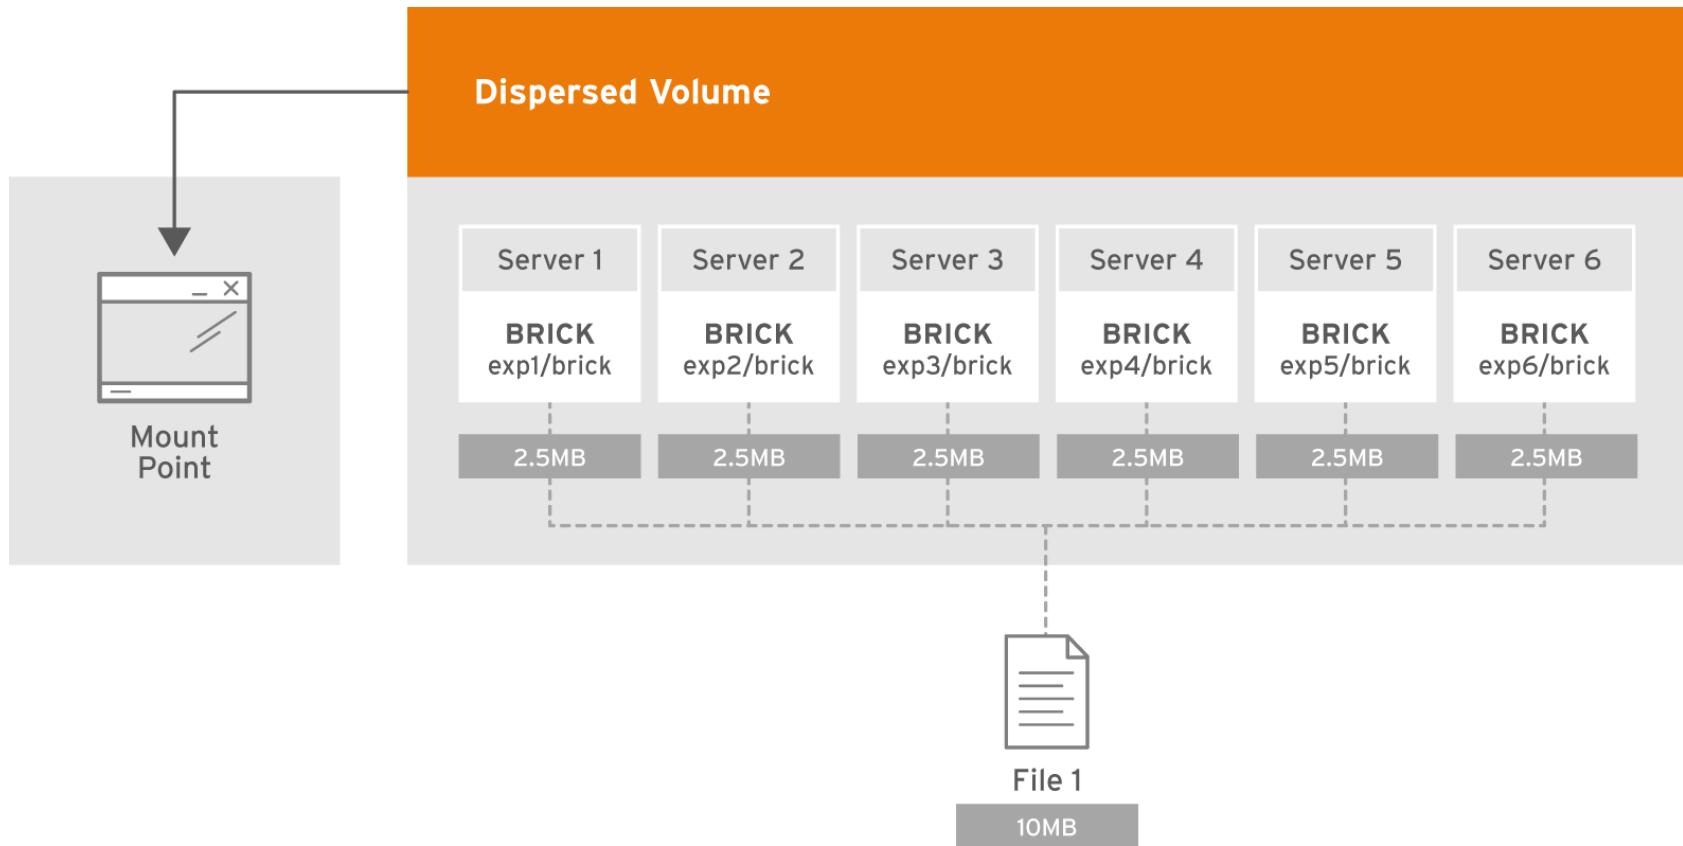 Dispersed Volume
Server 1
Server 2
Server 3
Server 4
Server 5
Server 6
BRICK
exp1/brick
BRICK
exp2/brick
BRICK
exp3/brick
BRICK
exp4/brick
BRICK
exp5/brick
BRICK
exp6/brick
2.5MB
2.5MB
2.5MB
2.5MB
2.5MB
2.5MB
Mount
Point
File 1
10MB